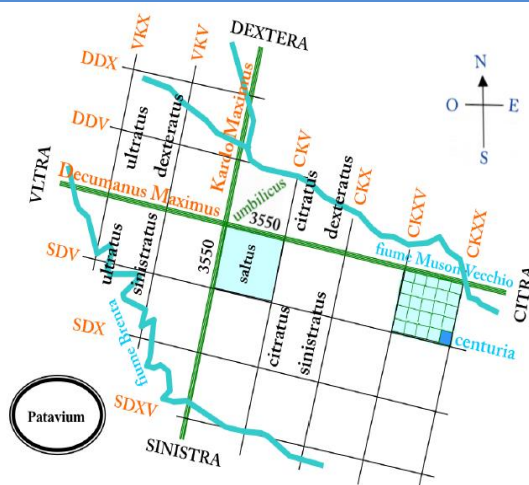 DEXTERA
VKX
VKV
N
DDX
O
E
S
DDV
Kardo Maximus
ultratus
dexteratus
CKV
VLTRA
Decumanus Maximus
umbilicus
citratus
dexteratus
CKX
CKXV
CKXX
3550
fiume Muson Vecchio
ultratus
sinistratus
3550
saltus
CITRA
SDV
fiume Brenta
citratus
sinistratus
centuria
SDX
SDXV
Patavium
SINISTRA